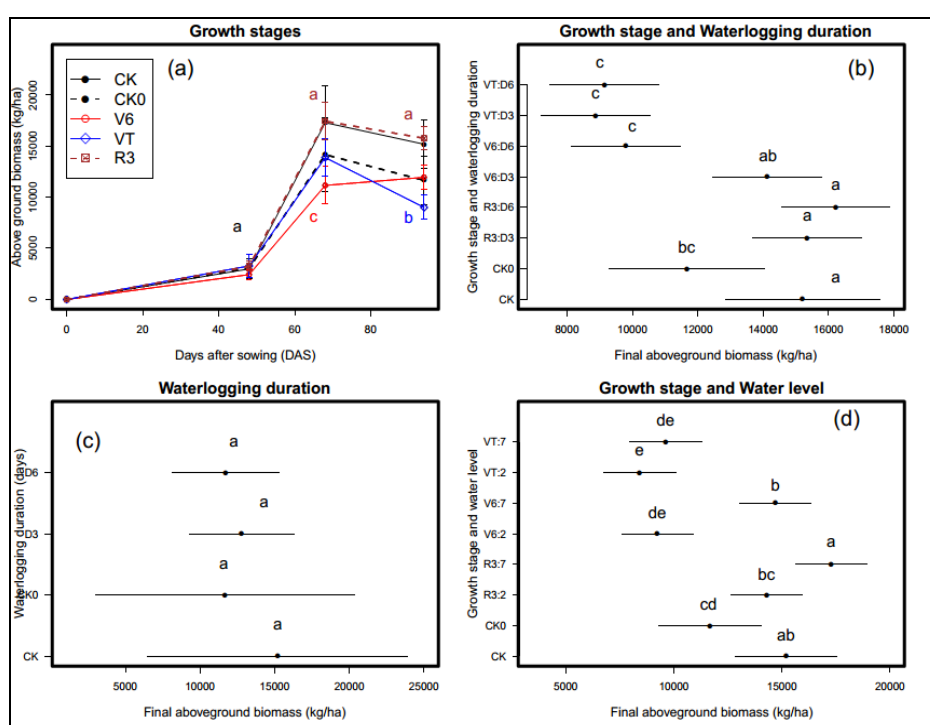 Growth stages
(a)
CK
CK0
V6
VT
R3
a
a
a
c
b
0
5000
10000
15000
20000
Above ground biomass (kg/ha)
0 20 40 60 80
Days after sowing (DAS)
Growth stage and Waterlogging duration
(b)
Growth stage and waterlogging duration
VT:D6 c
VT:D3 c
V6:D6 c
V6:D3 ab
R3:D6 a
R3:D3 a
CK0 bc
CK a
8000 10000 12000 14000 16000 18000
Final aboveground biomass (kg/ha)
Waterlogging duration
(c)
Waterlogging duration (days)
D6 a
D3 a
CK0 a
CK a
5000 10000 15000 20000 25000
Final aboveground biomass (kg/ha)
Growth stage and Water level
(d)
Growth stage and water level
VT:7 de
VT:2 e
V6:7 b
V6:2 de
R3:7 a
R3:2 bc
CK0 cd
CK ab
5000 10000 15000 20000
Final aboveground biomass (kg/ha)